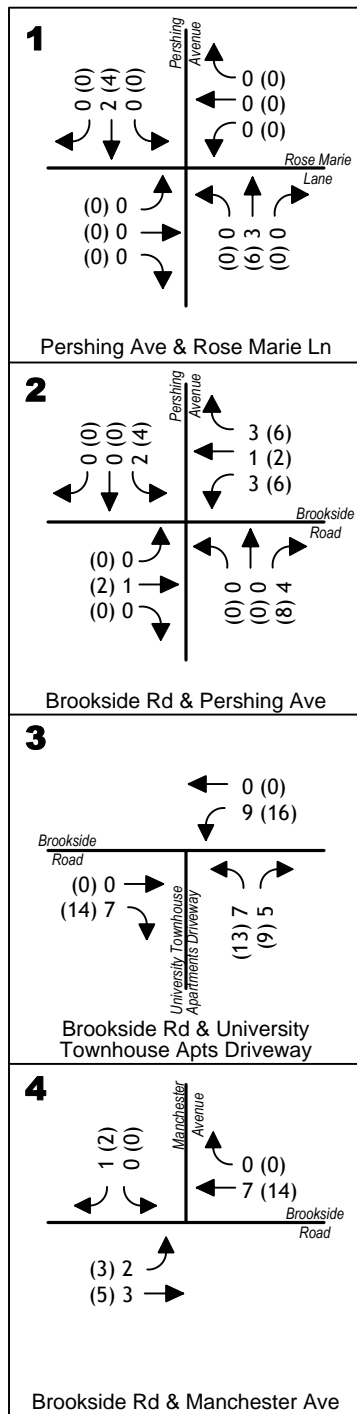 1
Pershing
Avenue
0 (0)
2 (4)
0 (0)
0 (0)
0 (0)
0 (0)
Rose Marie
Lane
(0) 0
(0) 0
(0) 0
(0) 0
(6) 3
(0) 0
Pershing Ave & Rose Marie Ln
2
Pershing
Avenue
0 (0)
0 (0)
2 (4)
3 (6)
1 (2)
3 (6)
Brookside
Road
(0) 0
(2) 1
(0) 0
(0) 0
(0) 0
(8) 4
Brookside Rd & Pershing Ave
3
0 (0)
9 (16)
Brookside
Road
(0) 0
(14) 7
University Townhouse
Apartments Driveway
(13) 7
(9) 5
Brookside Rd & University
Townhouse Apts Driveway
4
Manchester
Avenue
1 (2)
0 (0)
0 (0)
7 (14)
Brookside
Road
(3) 2
(5) 3
Brookside Rd & Manchester Ave